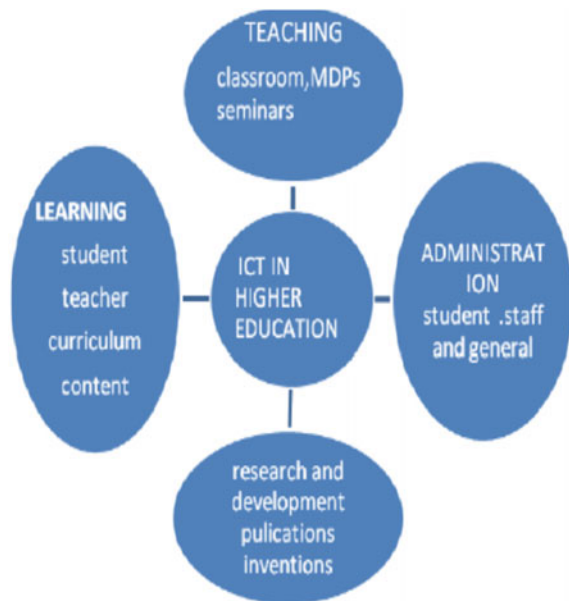 TEACHING
classroom,MDPs
seminars
LEARNING
student
teacher
curriculum
content
ICT IN
HIGHER
EDUCATION
ADMINISTRAT
ION
student .staff
and general
research and
development
pulications
inventions